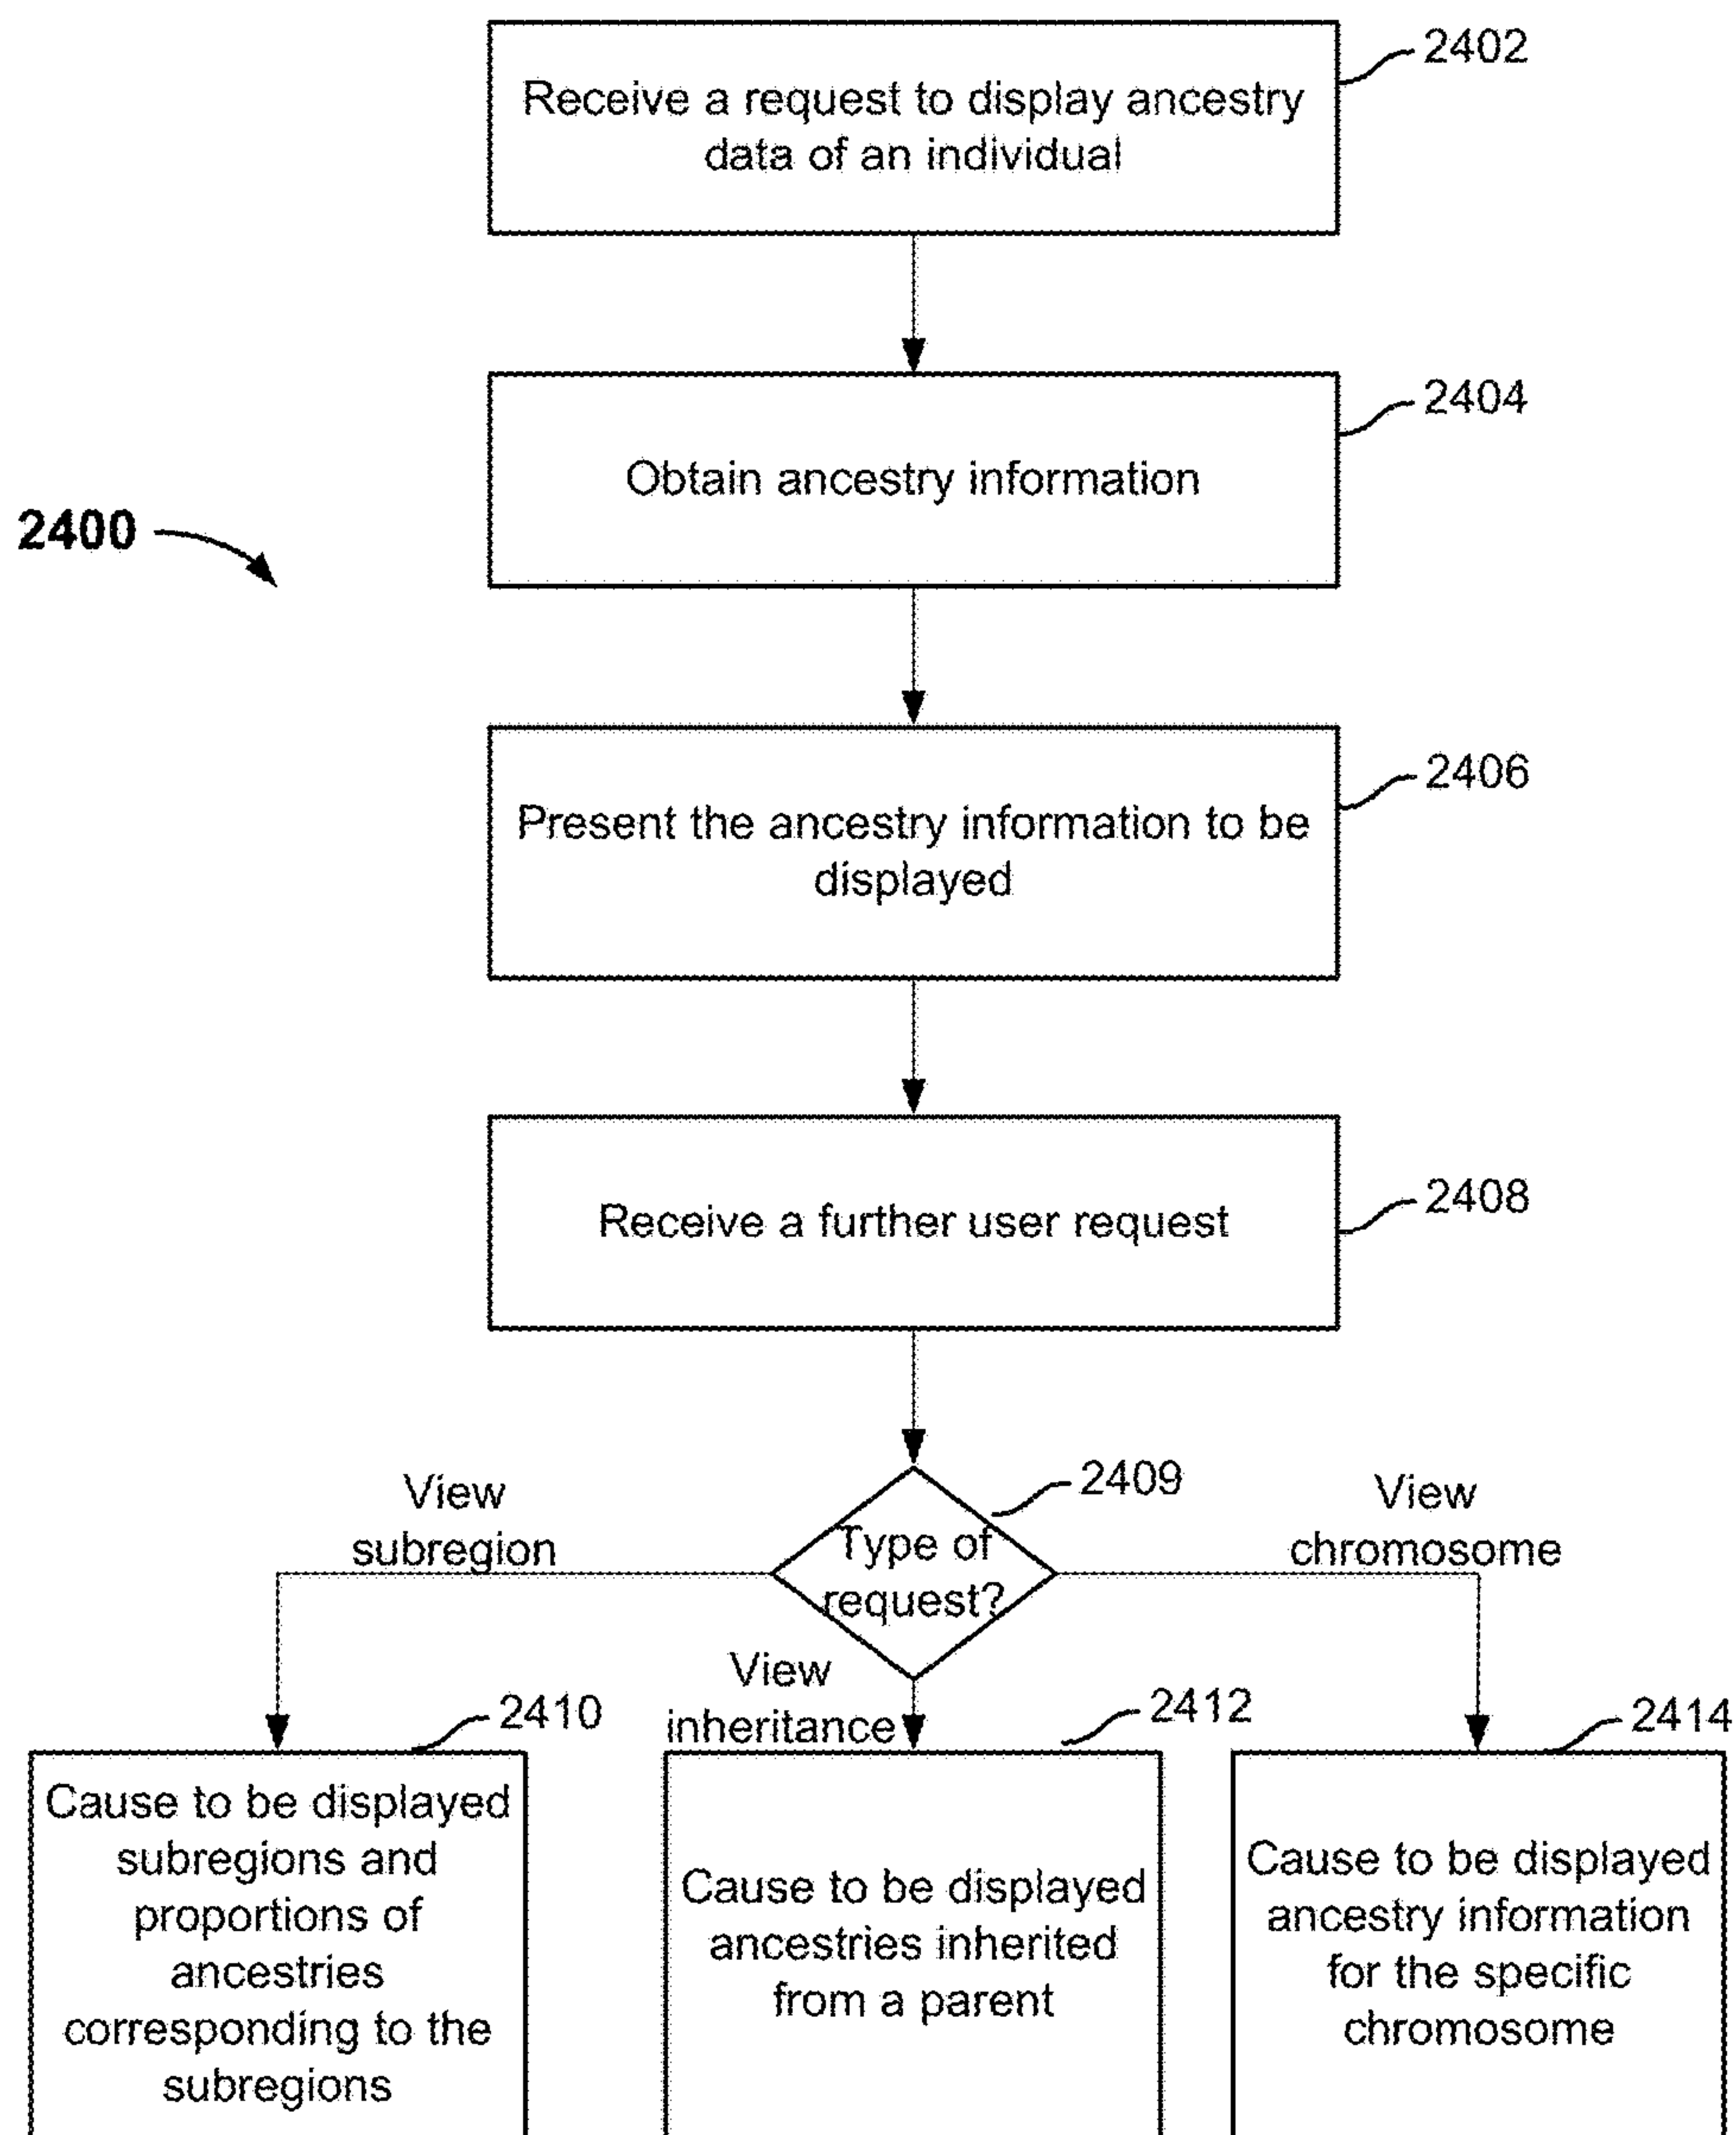 2402
Receive a request to display ancestry
data of an individual
2404
Obtain ancestry information
2400
2406
Present the ancestry information to be
displayed
2408
Receive a further user request
2409
View
subregion
Type of
request?
View
chromosome
View
inheritance
2410
2412
2414
Cause to be displayed
subregions and
proportions of
ancestries
corresponding to the
subregions
Cause to be displayed
ancestries inherited
from a parent
Cause to be displayed
ancestry information
for the specific
chromosome